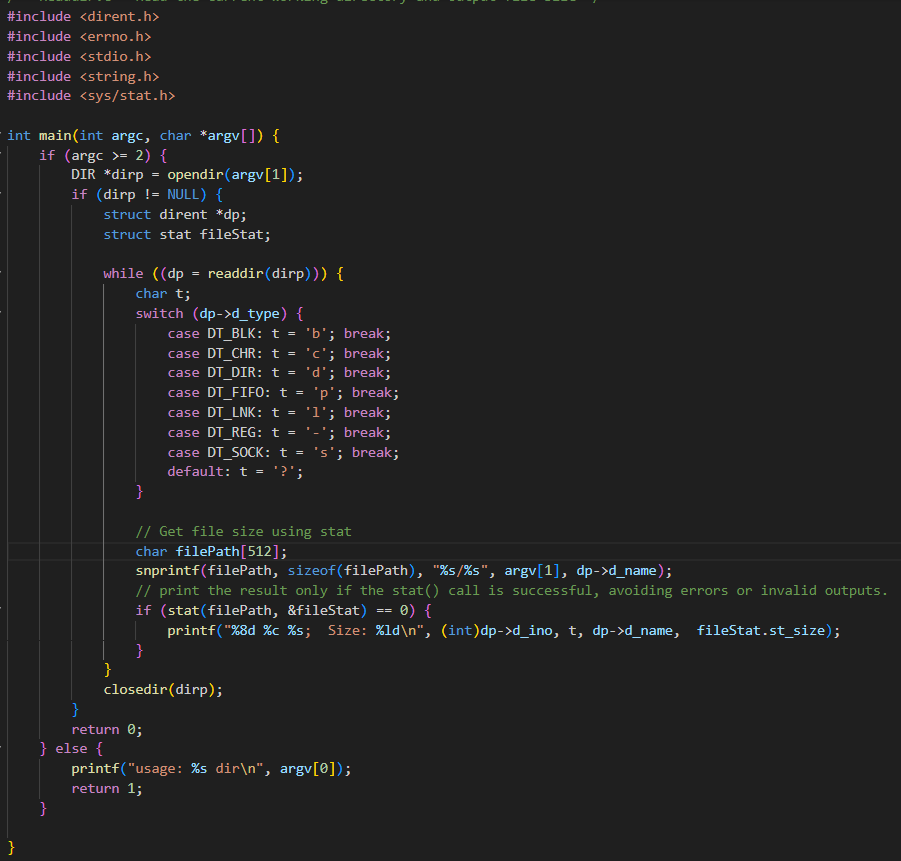 #include <dirent.h>
#include <errno.h>
#include <stdio.h>
#include <string.h>
#include <sys/stat.h>

int main(int argc, char *argv[]) {
    if (argc >= 2) {
        DIR *dirp = opendir(argv[1]);
        if (dirp != NULL) {
            struct dirent *dp;
            struct stat fileStat;

            while ((dp = readdir(dirp))) {
                char t;
                switch (dp->d_type) {
                    case DT_BLK: t = 'b'; break;
                    case DT_CHR: t = 'c'; break;
                    case DT_DIR: t = 'd'; break;
                    case DT_FIFO: t = 'p'; break;
                    case DT_LNK: t = 'l'; break;
                    case DT_REG: t = '-'; break;
                    case DT_SOCK: t = 's'; break;
                    default: t = '?';
                }

                // Get file size using stat
                char filePath[512];
                snprintf(filePath, sizeof(filePath), "%s/%s", argv[1], dp->d_name);
                // print the result only if the stat() call is successful, avoiding errors or invalid outputs.
                if (stat(filePath, &fileStat) == 0) {
                    printf("%8d %c %s;  Size: %ld\n", (int)dp->d_ino, t, dp->d_name,  fileStat.st_size);
                }
            }
            closedir(dirp);
        }
        return 0;
    } else {
        printf("usage: %s dir\n", argv[0]);
        return 1;
    }

}